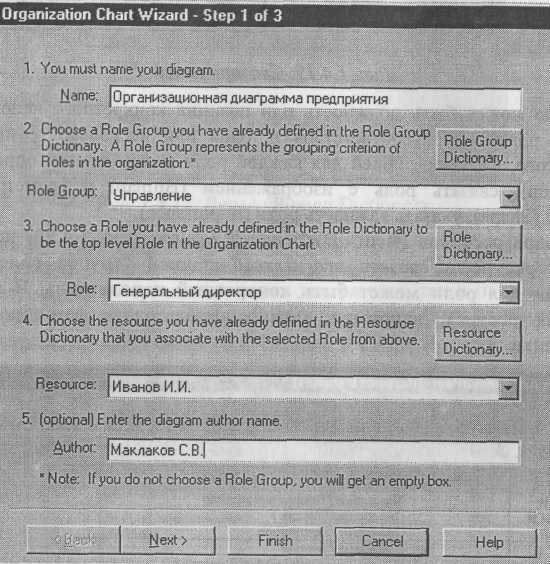 Organization Chart Wizard - Step 1 of 3
1. You must name your diagram.
Name: Организационная диаграмма предприятия
2. Choose a Role Group you have already defined in the Role Group
Dictionary. A Role Group represents the grouping criterion of
Roles in the organization.*
Role Group
Dictionary...
Role Group: Управление
3. Choose a Role you have already defined in the Role Dictionary to
be the top level Role in the Organization Chart.
Role
Dictionary...
Role: Генеральный директор
4. Choose the resource you have already defined in the Resource
Dictionary that you associate with the selected Role from above.
Resource
Dictionary...
Resource: Иванов И.И.
5. (optional) Enter the diagram author name.
Author: Маклаков С.В.
* Note: If you do not choose a Role Group, you will get an empty box.
< Back Next > Finish Cancel Help